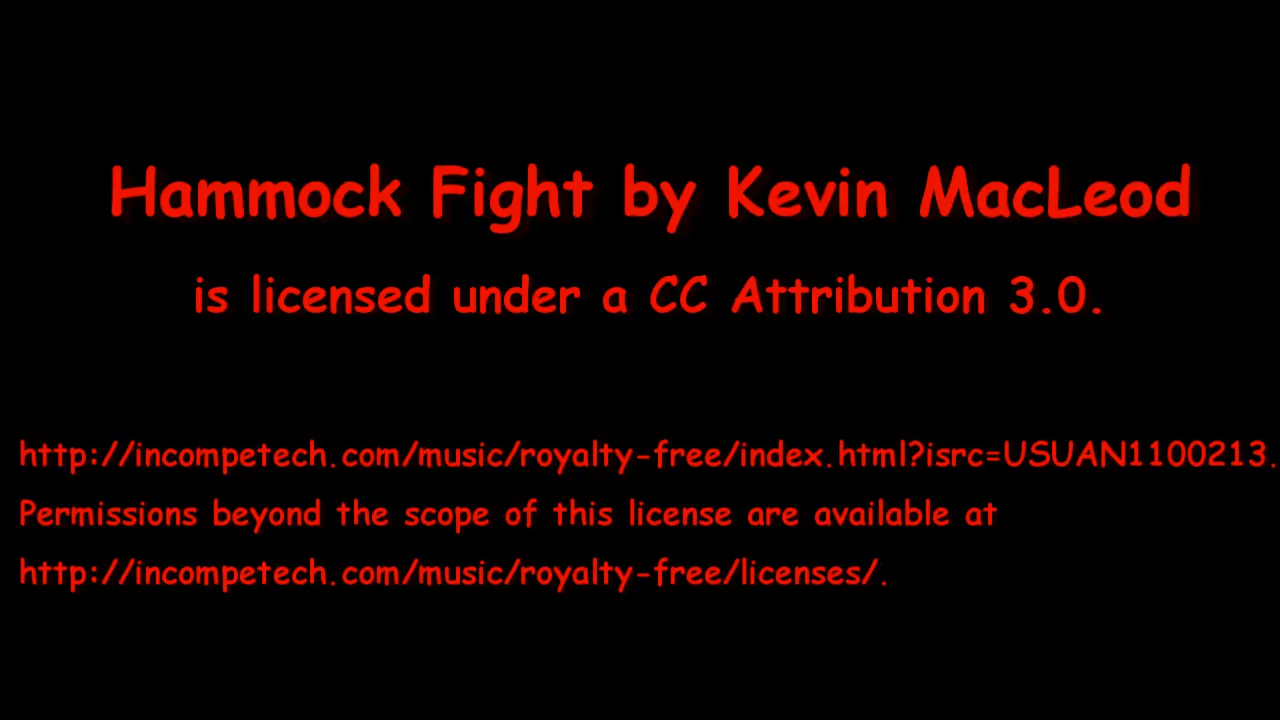 Hammock Fight by Kevin MacLeod
is licensed under a CC Attribution 3.0.
http://incompetech.com/music/royalty-free/index.html?isrc=USUAN1100213.
Permissions beyond the scope of this license are available at
http://incompetech.com/music/royalty-free/licenses/.